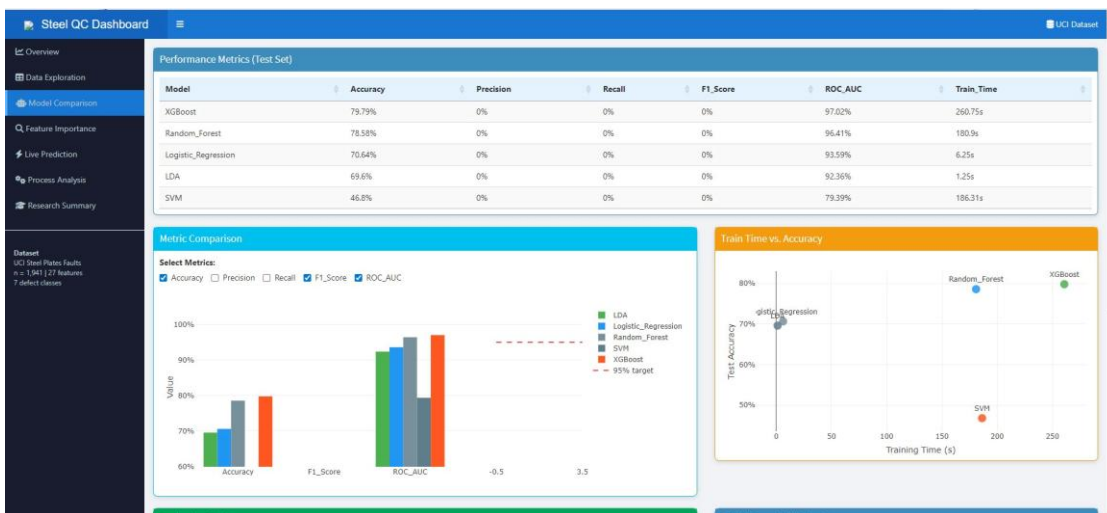 Steel QC Dashboard
UCI Dataset
Overview
Data Exploration
Model Comparison
Feature Importance
Live Prediction
Process Analysis
Research Summary
Dataset
UCI Steel Plates Faults
n = 1,941 | 27 features
7 defect classes
Performance Metrics (Test Set)
Model Accuracy Precision Recall F1_Score ROC_AUC Train_Time
XGBoost 79.79% 0% 0% 0% 97.02% 260.75s
Random_Forest 78.58% 0% 0% 0% 96.41% 180.9s
Logistic_Regression 70.64% 0% 0% 0% 93.59% 6.25s
LDA 69.6% 0% 0% 0% 92.36% 1.25s
SVM 46.8% 0% 0% 0% 79.39% 186.31s
Metric Comparison
Select Metrics:
Accuracy Precision Recall F1_Score ROC_AUC
100%
90%
80%
70%
60%
Value
Accuracy F1_Score ROC_AUC -0.5 3.5
LDA
Logistic_Regression
Random_Forest
SVM
XGBoost
95% target
Train Time vs. Accuracy
80%
70%
60%
50%
Test Accuracy
XGBoost
Random_Forest
gistic_Regression
LDA
SVM
0 50 100 150 200 250
Training Time (s)